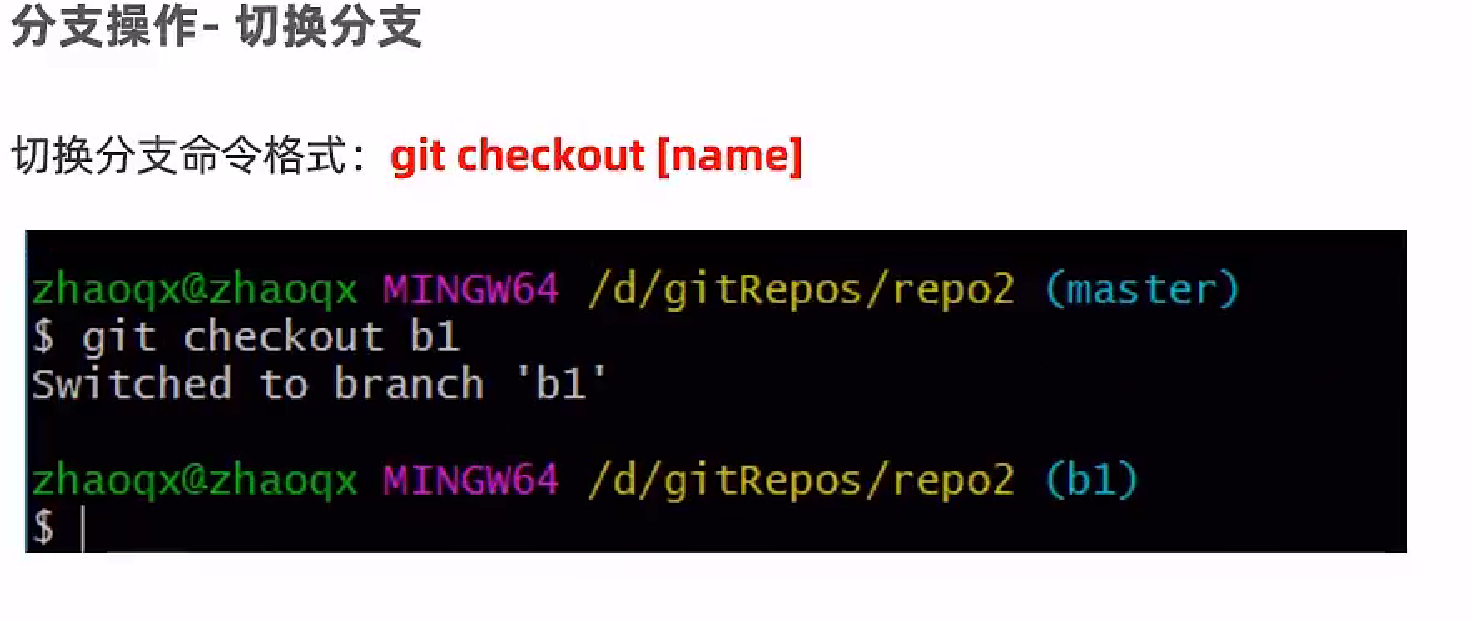 分支操作- 切换分支
切换分支命令格式：git checkout [name]
zhaoqx@zhaoqx MINGW64 /d/gitRepos/repo2 (master)
$ git checkout b1
Switched to branch 'b1'
zhaoqx@zhaoqx MINGW64 /d/gitRepos/repo2 (b1)
$